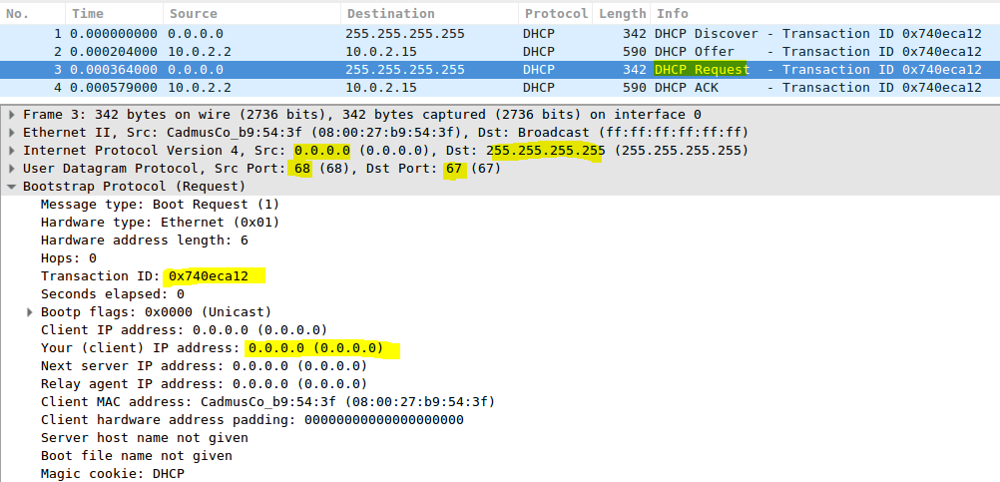 No. Time Source Destination Protocol Length Info
1 0.000000000 0.0.0.0 255.255.255.255 DHCP 342 DHCP Discover - Transaction ID 0x740eca12
2 0.000204000 10.0.2.2 10.0.2.15 DHCP 590 DHCP Offer - Transaction ID 0x740eca12
3 0.000364000 0.0.0.0 255.255.255.255 DHCP 342 DHCP Request - Transaction ID 0x740eca12
4 0.000579000 10.0.2.2 10.0.2.15 DHCP 590 DHCP ACK - Transaction ID 0x740eca12
Frame 3: 342 bytes on wire (2736 bits), 342 bytes captured (2736 bits) on interface 0
Ethernet II, Src: CadmusCo_b9:54:3f (08:00:27:b9:54:3f), Dst: Broadcast (ff:ff:ff:ff:ff:ff)
Internet Protocol Version 4, Src: 0.0.0.0 (0.0.0.0), Dst: 255.255.255.255 (255.255.255.255)
User Datagram Protocol, Src Port: 68 (68), Dst Port: 67 (67)
Bootstrap Protocol (Request)
Message type: Boot Request (1)
Hardware type: Ethernet (0x01)
Hardware address length: 6
Hops: 0
Transaction ID: 0x740eca12
Seconds elapsed: 0
Bootp flags: 0x0000 (Unicast)
Client IP address: 0.0.0.0 (0.0.0.0)
Your (client) IP address: 0.0.0.0 (0.0.0.0)
Next server IP address: 0.0.0.0 (0.0.0.0)
Relay agent IP address: 0.0.0.0 (0.0.0.0)
Client MAC address: CadmusCo_b9:54:3f (08:00:27:b9:54:3f)
Client hardware address padding: 00000000000000000000
Server host name not given
Boot file name not given
Magic cookie: DHCP